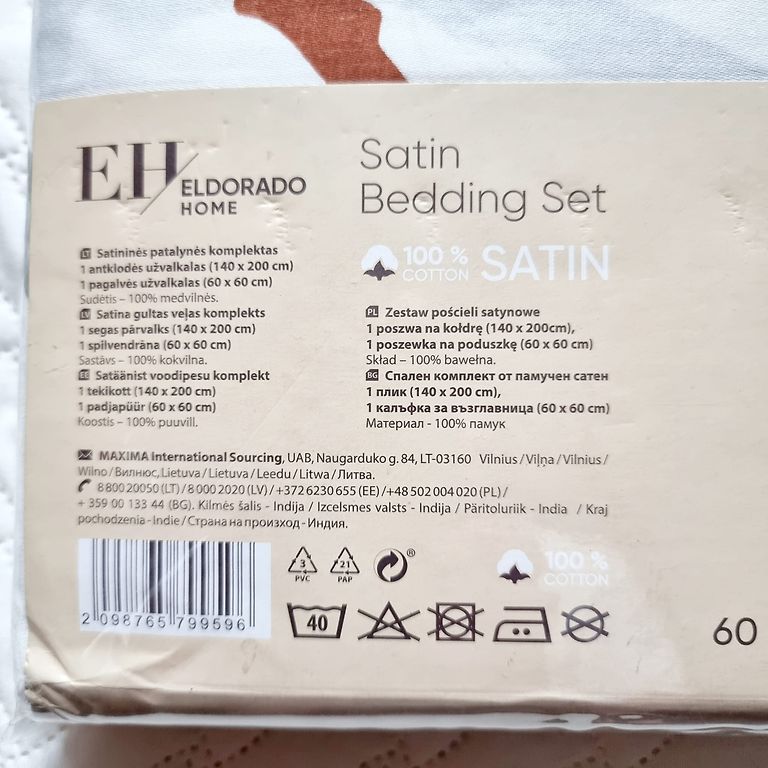 EH ELDORADO
HOME
Satin
Bedding Set
100 %
COTTON
SATIN
LT Satininės patalynės komplektas
1 antklodės užvalkalas (140 x 200 cm)
1 pagalvės užvalkalas (60 x 60 cm)
Sudėtis – 100% medvilnės.
LV Satina gultas veļas komplekts
1 segas pārvalks (140 x 200 cm)
1 spilvendrāna (60 x 60 cm)
Sastāvs – 100% kokvilna.
EE Satäänist voodipesu komplekt
1 tekikott (140 x 200 cm)
1 padjapüür (60 x 60 cm)
Koostis – 100% puuvill.
PL Zestaw pościeli satynowe
1 poszwa na kołdrę (140 x 200cm),
1 poszewka na poduszkę (60 x 60 cm)
Skład – 100% bawełna.
BG Спален комплект от памучен сатен
1 плик (140 x 200 cm),
1 калъфка за възглавница (60 x 60 cm)
Материал - 100% памук
MAXIMA International Sourcing, UAB, Naugarduko g. 84, LT-03160 Vilnius / Viļņa / Vilnius /
Wilno / Вилнюс, Lietuva / Lietuva / Leedu / Litwa / Литва.
8 800 20050 (LT) / 8 000 2020 (LV) / +372 6230 655 (EE) / +48 502 004 020 (PL) /
+ 359 00 133 44 (BG). Kilmės šalis - Indija / Izcelsmes valsts - Indija / Päritoluriik - India / Kraj
pochodzenia - Indie / Страна на произход - Индия.
2 098765 799596
3
PVC
21
PAP
®
100 %
COTTON
40
60